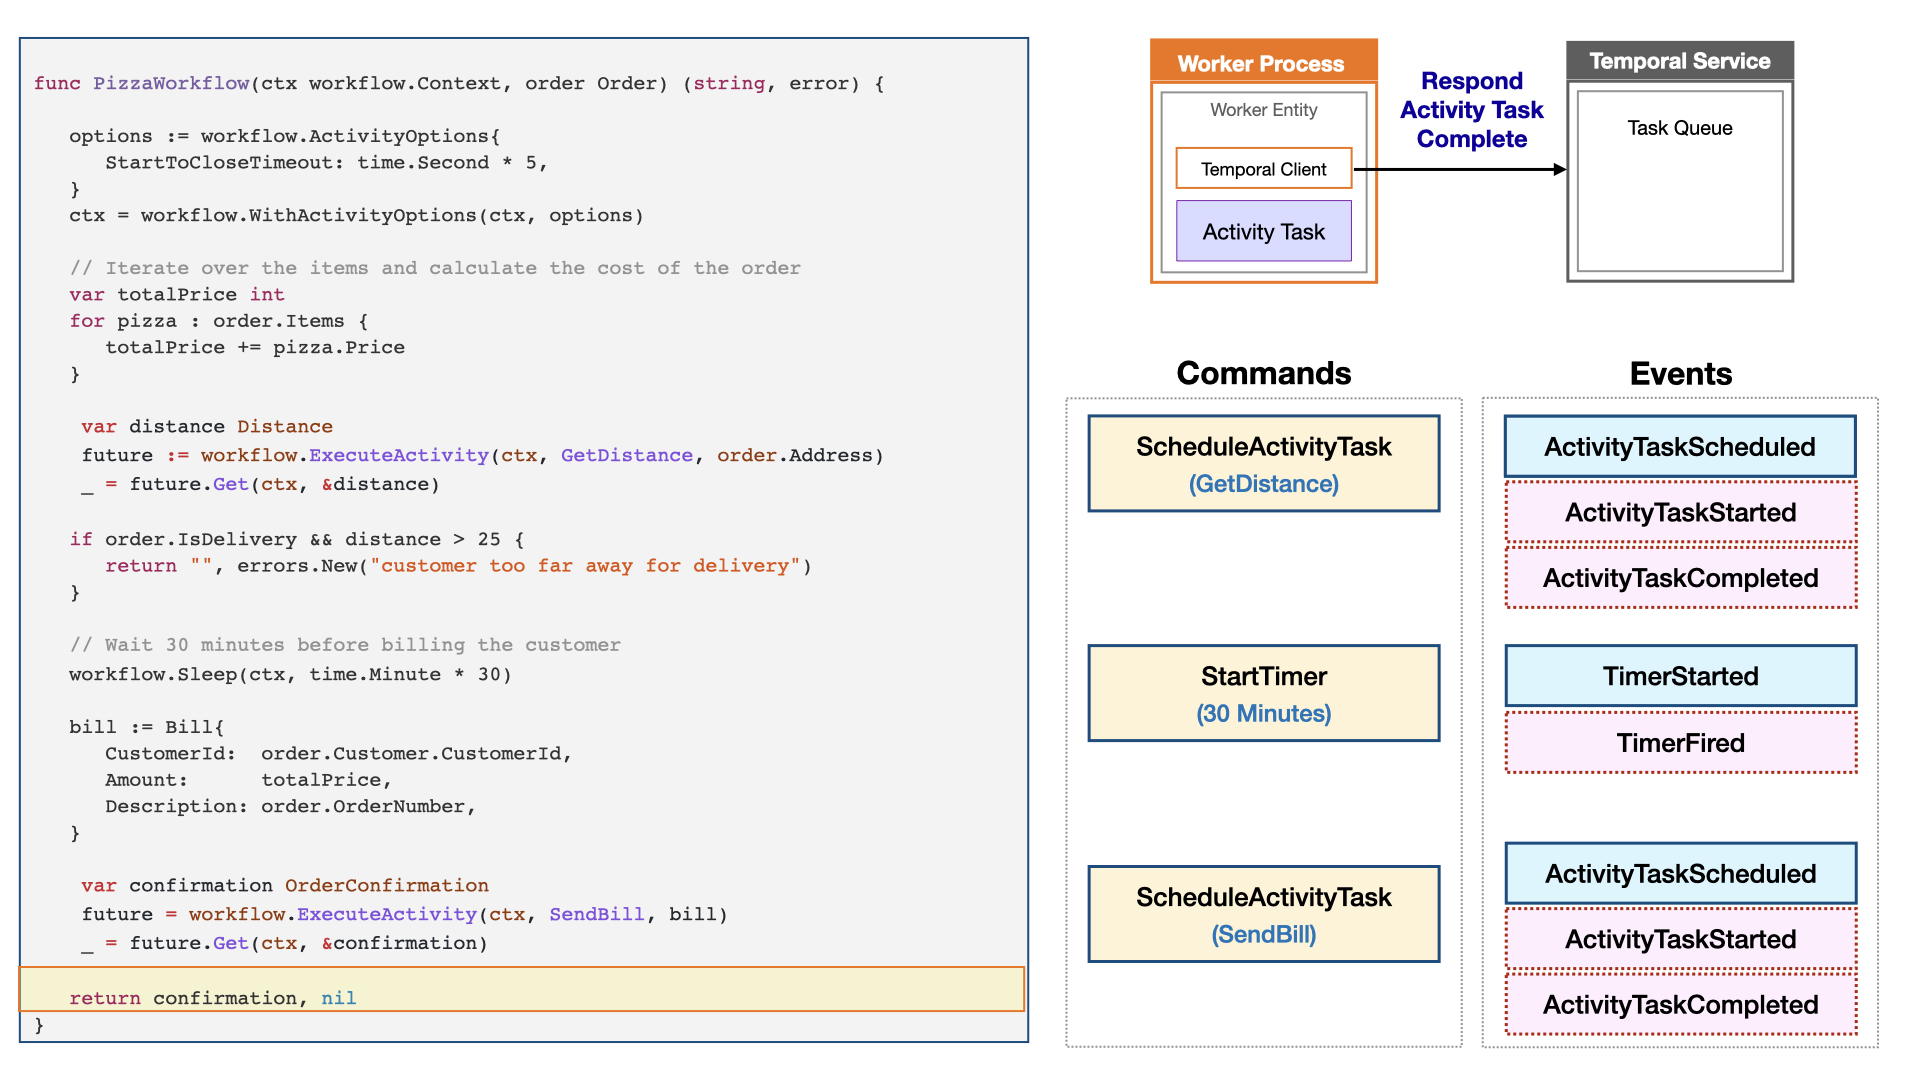 func PizzaWorkflow(ctx workflow.Context, order Order) (string, error) {
options := workflow.ActivityOptions{
StartToCloseTimeout: time.Second * 5,
}
ctx = workflow.WithActivityOptions(ctx, options)
// Iterate over the items and calculate the cost of the order
var totalPrice int
for pizza : order.Items {
totalPrice += pizza.Price
}
var distance Distance
future := workflow.ExecuteActivity(ctx, GetDistance, order.Address)
_ = future.Get(ctx, &distance)
if order.IsDelivery && distance > 25 {
return "", errors.New("customer too far away for delivery")
}
// Wait 30 minutes before billing the customer
workflow.Sleep(ctx, time.Minute * 30)
bill := Bill{
CustomerId: order.Customer.CustomerId,
Amount: totalPrice,
Description: order.OrderNumber,
}
var confirmation OrderConfirmation
future = workflow.ExecuteActivity(ctx, SendBill, bill)
_ = future.Get(ctx, &confirmation)
return confirmation, nil
}
Worker Process
Worker Entity
Temporal Client
Activity Task
Respond
Activity Task
Complete
Temporal Service
Task Queue
Commands
ScheduleActivityTask
(GetDistance)
StartTimer
(30 Minutes)
ScheduleActivityTask
(SendBill)
Events
ActivityTaskScheduled
ActivityTaskStarted
ActivityTaskCompleted
TimerStarted
TimerFired
ActivityTaskScheduled
ActivityTaskStarted
ActivityTaskCompleted